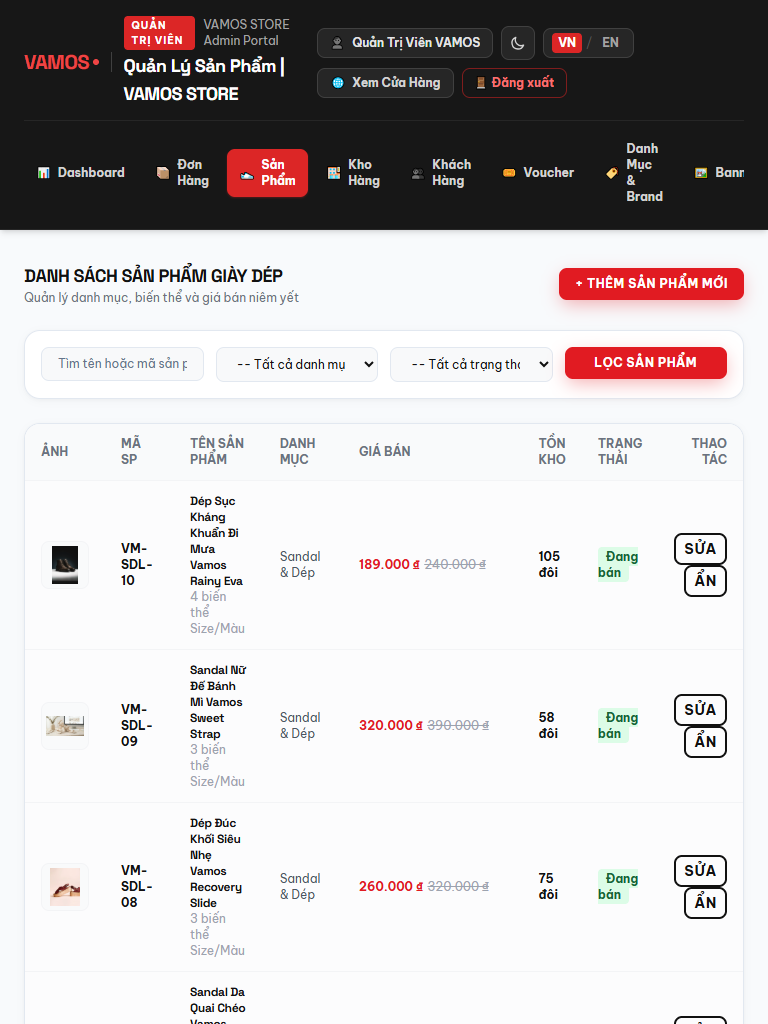 VAMOS
QUẢN TRỊ VIÊN
VAMOS STORE Admin Portal
Quản Lý Sản Phẩm | VAMOS STORE
Quản Trị Viên VAMOS
VN / EN
Xem Cửa Hàng
Đăng xuất
Dashboard
Đơn Hàng
Sản Phẩm
Kho Hàng
Khách Hàng
Voucher
Danh Mục & Brand
Bann
DANH SÁCH SẢN PHẨM GIÀY DÉP
Quản lý danh mục, biến thể và giá bán niêm yết
+ THÊM SẢN PHẨM MỚI
Tìm tên hoặc mã sản p
-- Tất cả danh mụ
-- Tất cả trạng thá
LỌC SẢN PHẨM
ẢNH
MÃ SP
TÊN SẢN PHẨM
DANH MỤC
GIÁ BÁN
TỒN KHO
TRẠNG THÁI
THAO TÁC
VM-SDL-10
Dép Sục Kháng Khuẩn Đi Mưa Vamos Rainy Eva
4 biến thể Size/Màu
Sandal & Dép
189.000 ₫ 240.000 ₫
105 đôi
Đang bán
SỬA
ẨN
VM-SDL-09
Sandal Nữ Đế Bánh Mì Vamos Sweet Strap
3 biến thể Size/Màu
Sandal & Dép
320.000 ₫ 390.000 ₫
58 đôi
Đang bán
SỬA
ẨN
VM-SDL-08
Dép Đúc Khối Siêu Nhẹ Vamos Recovery Slide
3 biến thể Size/Màu
Sandal & Dép
260.000 ₫ 320.000 ₫
75 đôi
Đang bán
SỬA
ẨN
Sandal Da Quai Chéo